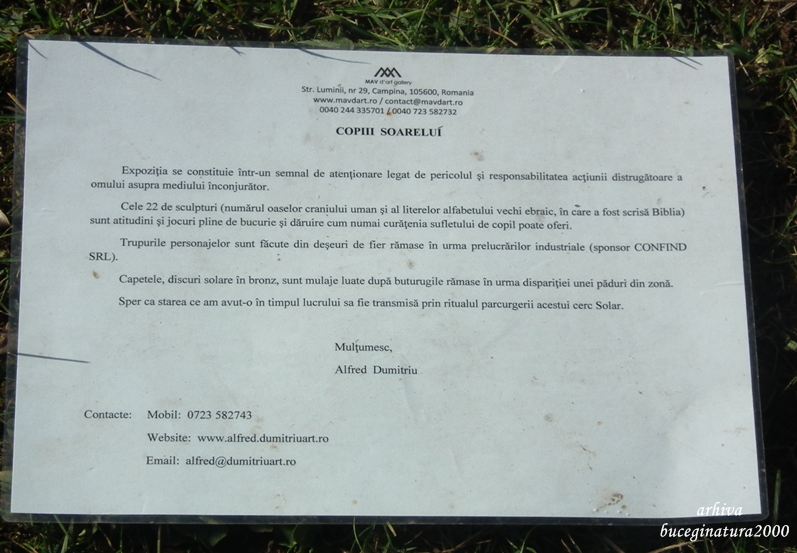 MAV d'art gallery
Str. Luminii, nr 29, Campina, 105600, Romania
www.mavdart.ro / contact@mavdart.ro
0040 244 335701 / 0040 723 582732
COPIII SOARELUI
Expoziţia se constituie într-un semnal de atenţionare legat de pericolul şi responsabilitatea acţiunii distrugătoare a
omului asupra mediului înconjurător.
Cele 22 de sculpturi (numărul oaselor craniului uman şi al literelor alfabetului vechi ebraic, în care a fost scrisă Biblia)
sunt atitudini şi jocuri pline de bucurie şi dăruire cum numai curăţenia sufletului de copil poate oferi.
Trupurile personajelor sunt făcute din deşeuri de fier rămase în urma prelucrărilor industriale (sponsor CONFIND
SRL).
Capetele, discuri solare în bronz, sunt mulaje luate după buturugile rămase în urma dispariţiei unei păduri din zonă.
Sper ca starea ce am avut-o în timpul lucrului sa fie transmisă prin ritualul parcurgerii acestui cerc Solar.
Mulţumesc,
Alfred Dumitriu
Contacte: Mobil: 0723 582743
Website: www.alfred.dumitriuart.ro
Email: alfred@dumitriuart.ro
arhiva
buceginatura2000